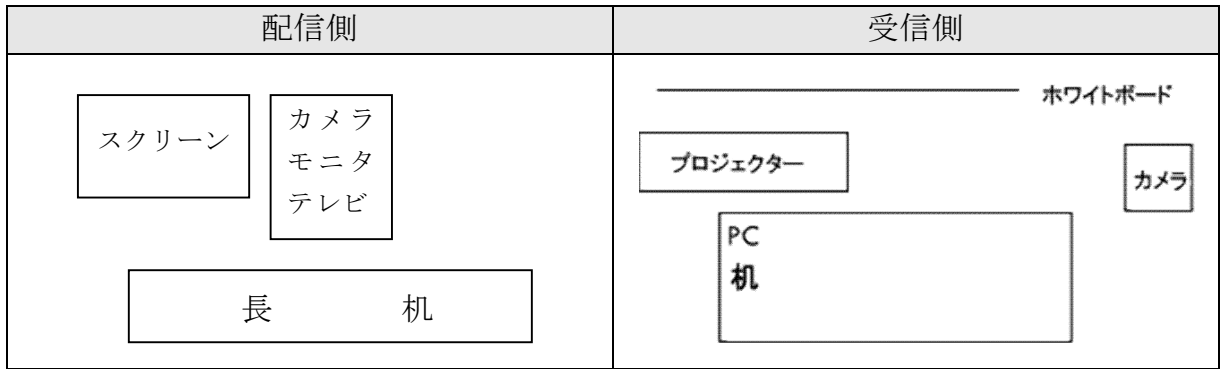 配信側
スクリーン
カメラ
モニタ
テレビ
長 机
受信側
ホワイトボード
プロジェクター
カメラ
PC
机